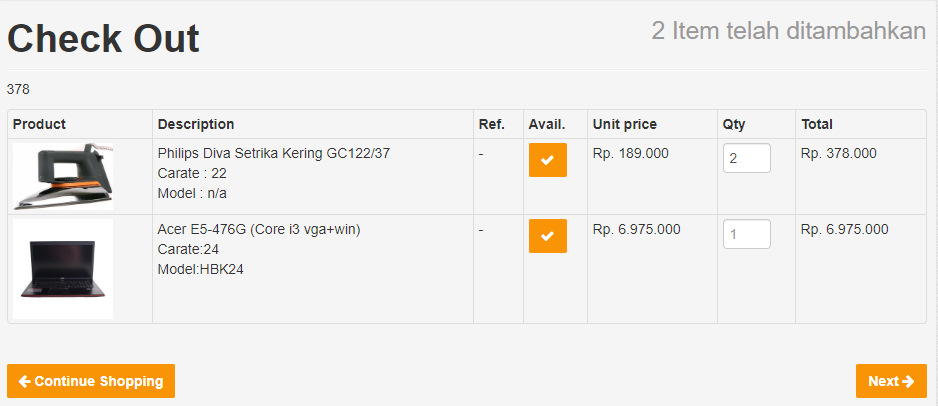 Check Out
2 Item telah ditambahkan
378
Product Description Ref. Avail. Unit price Qty Total
Philips Diva Setrika Kering GC122/37 - Rp. 189.000 2 Rp. 378.000
Carate : 22
Model : n/a
Acer E5-476G (Core i3 vga+win) - Rp. 6.975.000 1 Rp. 6.975.000
Carate:24
Model:HBK24
Continue Shopping
Next